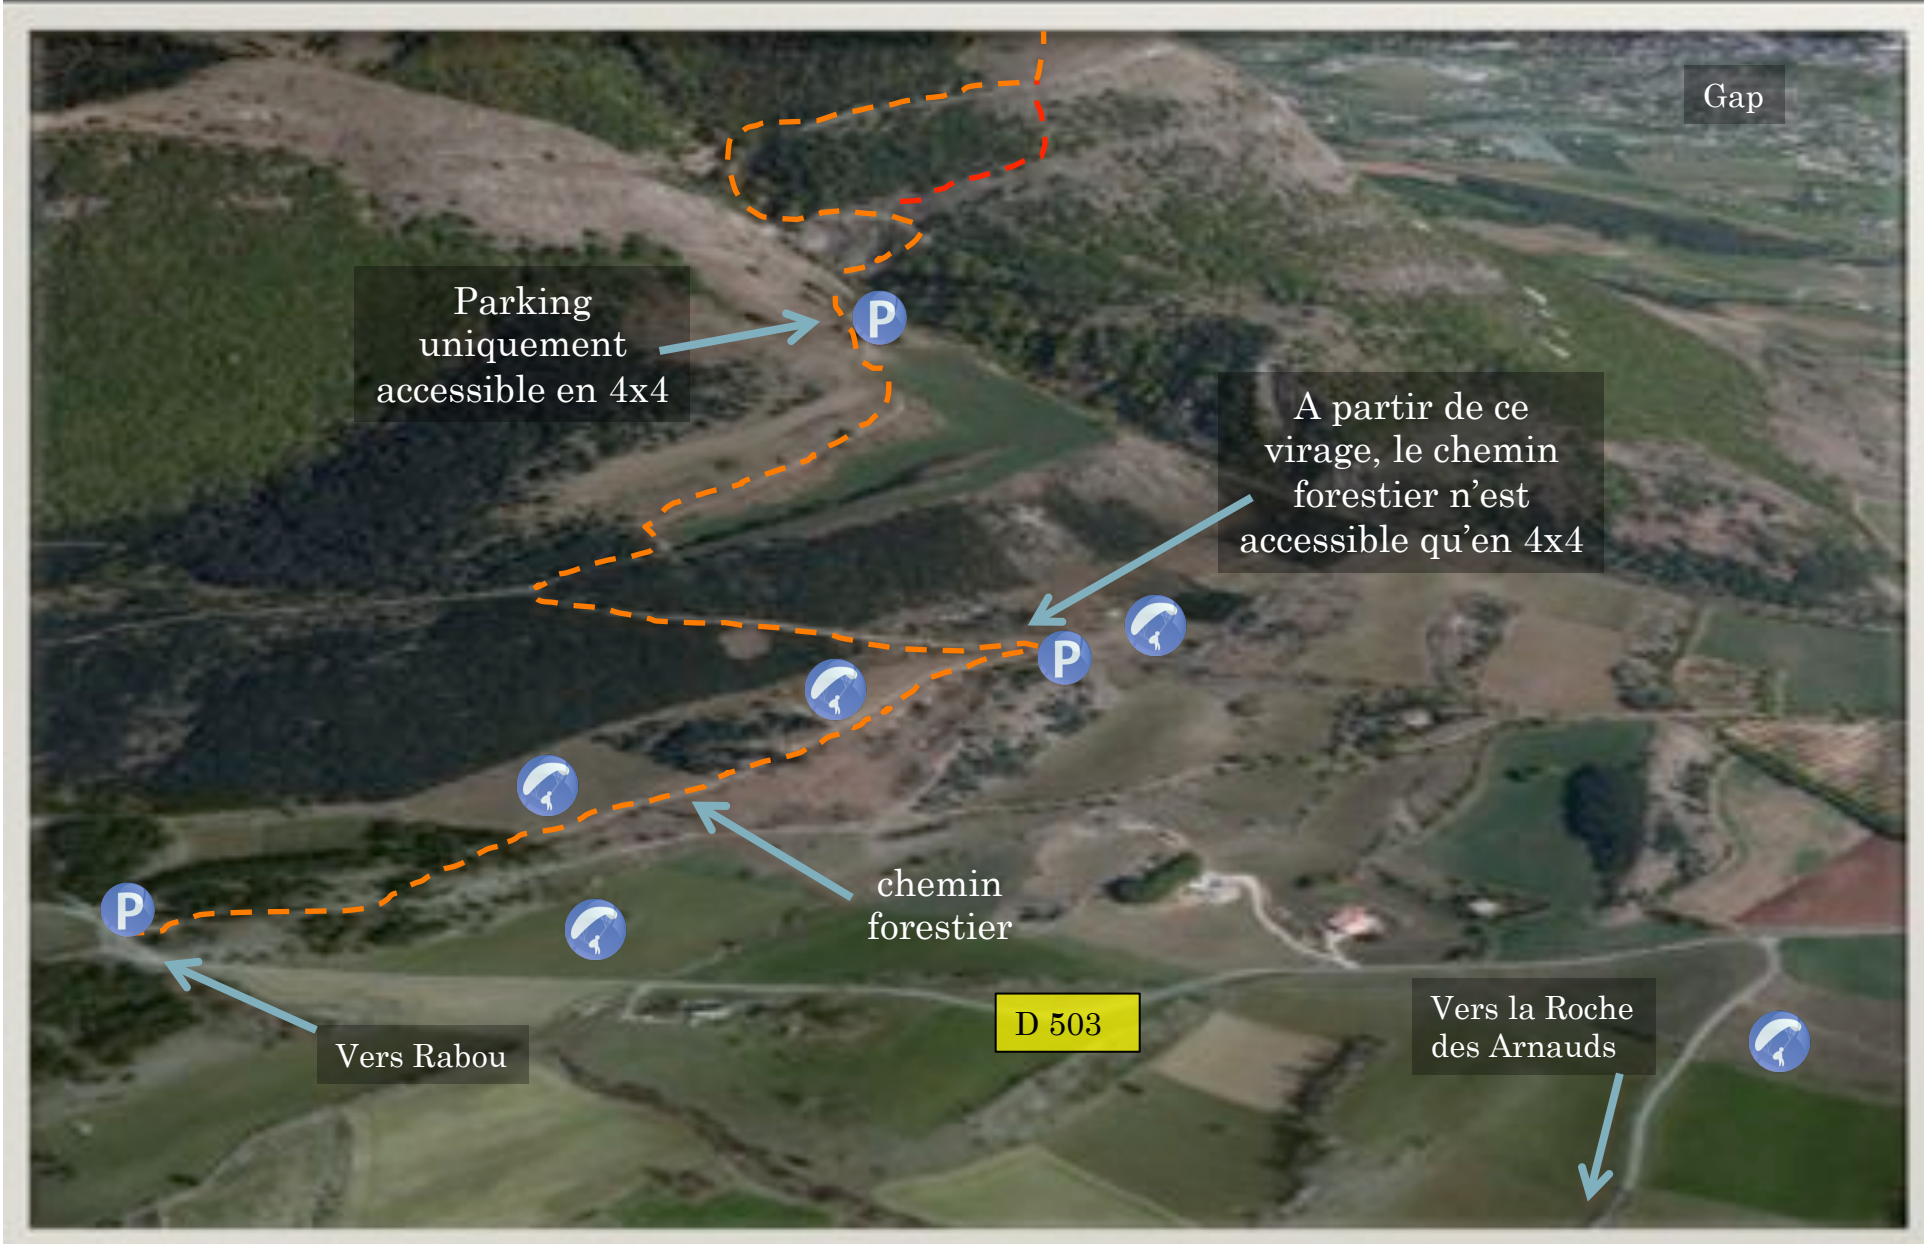 Gap
Parking
uniquement
accessible en 4x4
P
A partir de ce
virage, le chemin
forestier n’est
accessible qu’en 4x4
P
chemin
forestier
P
Vers Rabou
D 503
Vers la Roche
des Arnauds